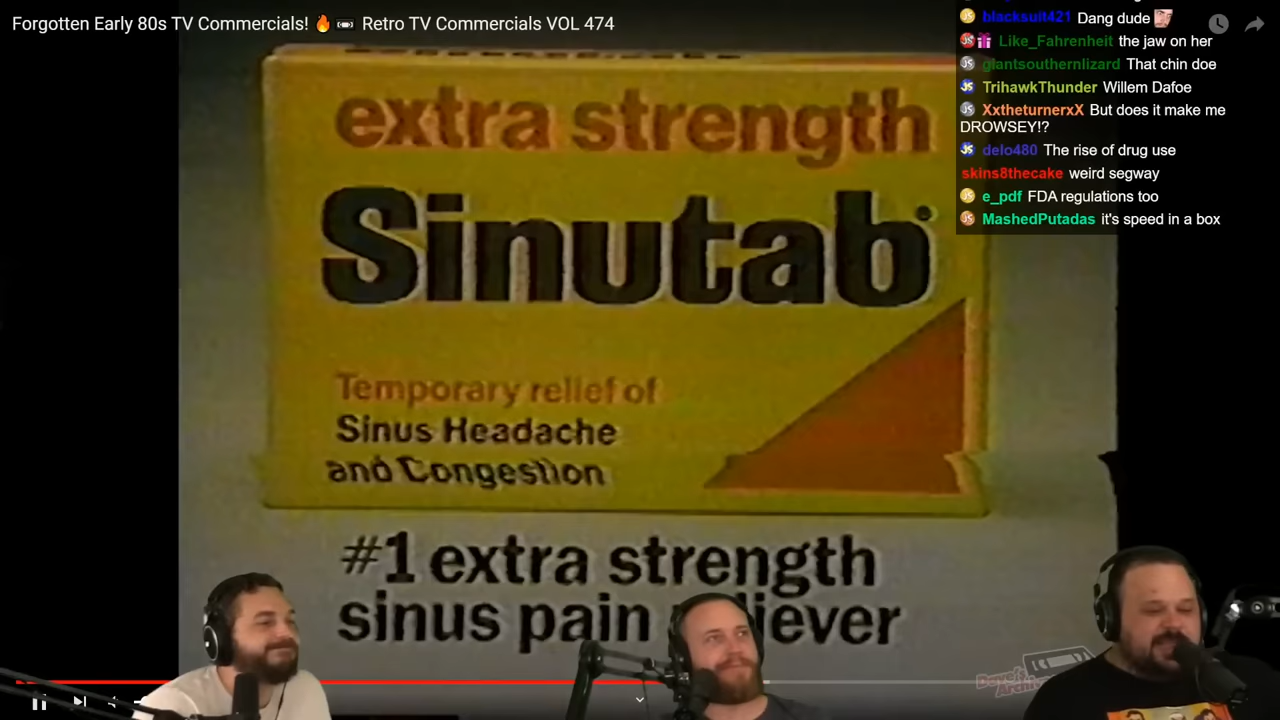 Forgotten Early 80s TV Commercials! 🔥📼 Retro TV Commercials VOL 474
blacksuit421 Dang dude
Like_Fahrenheit the jaw on her
giantsouthernlizard That chin doe
TrihawkThunder Willem Dafoe
XxtheturnerxX But does it make me
DROWSEY!?
delo480 The rise of drug use
skins8thecake weird segway
e_pdf FDA regulations too
MashedPutadas it's speed in a box
extra strength
Sinutab
Temporary relief of
Sinus Headache
and Congestion
#1 extra strength
sinus pain reliever
Dave's
Archive